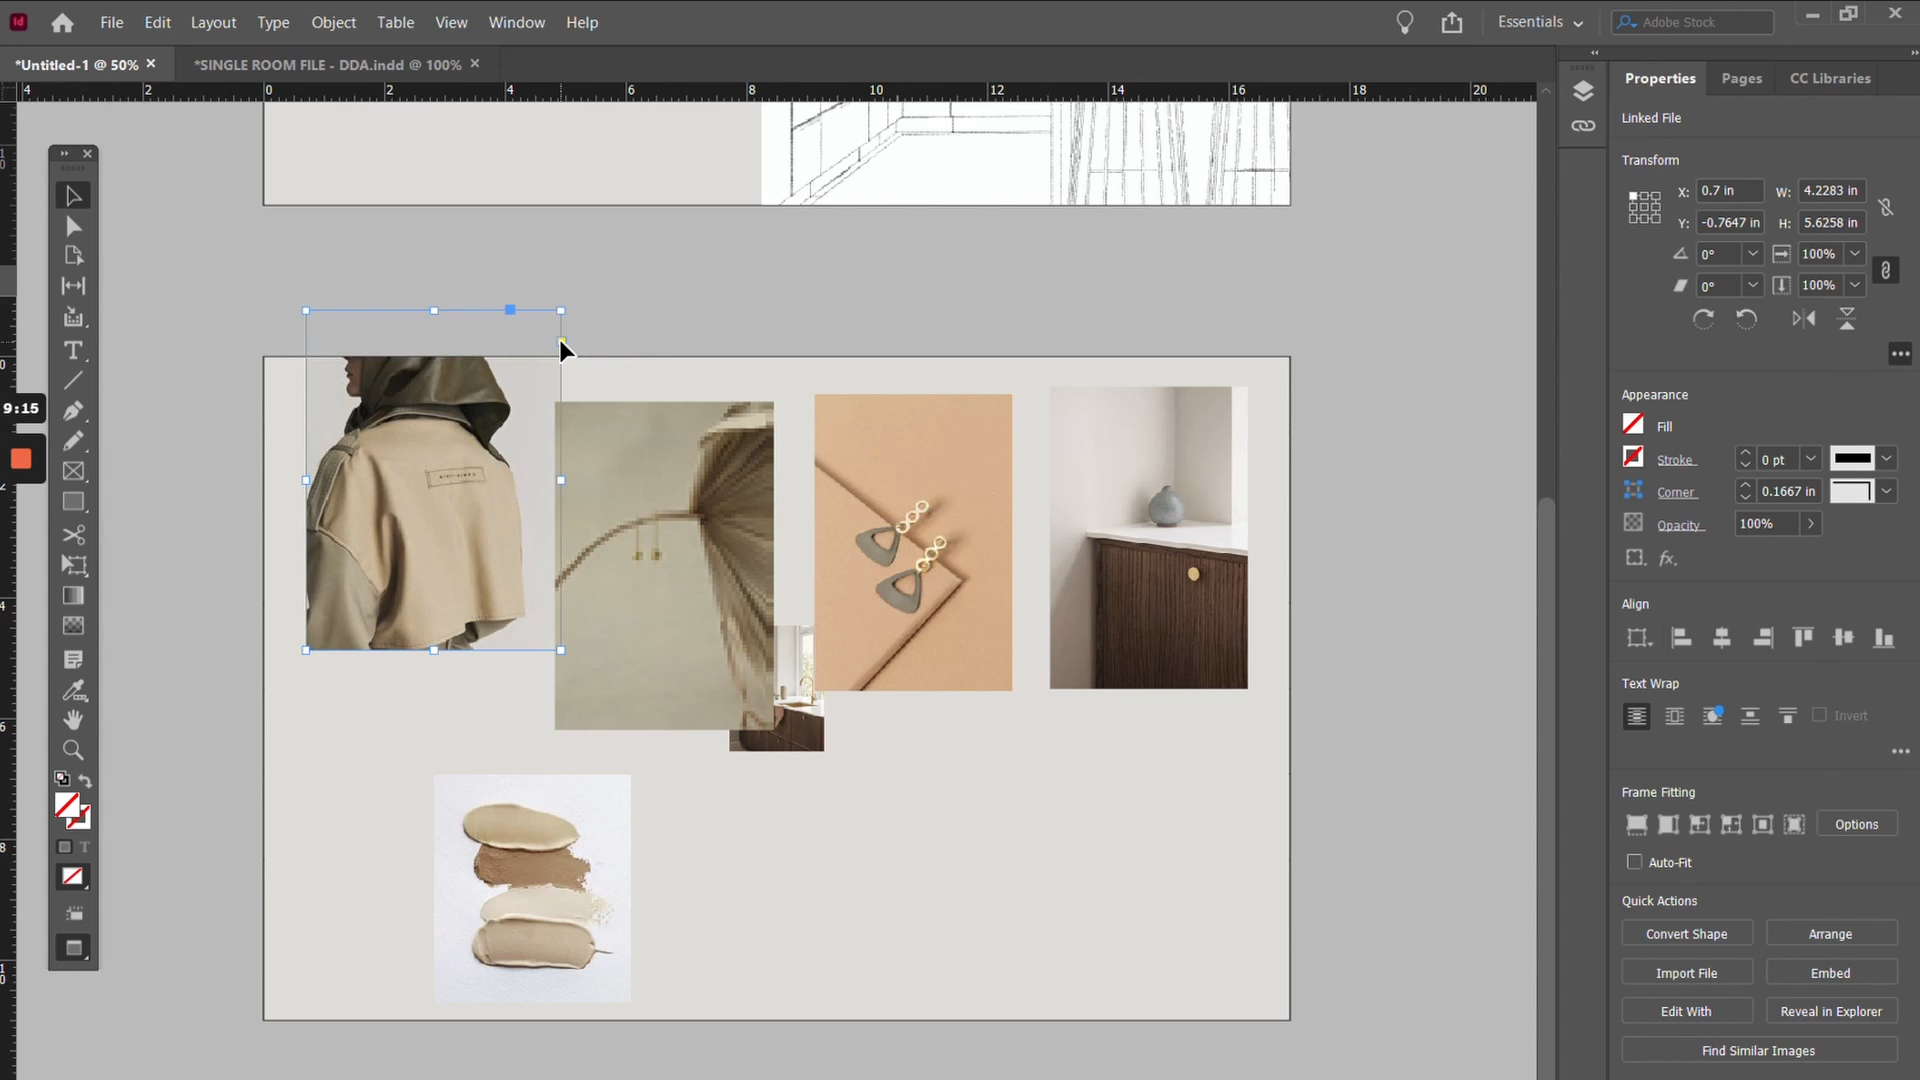 Id File Edit Layout Type Object Table View Window Help Essentials Adobe Stock
*Untitled-1 @ 50% *SINGLE ROOM FILE - DDA.indd @ 100%
4 2 0 2 4 6 8 10 12 14 16 18 20
Properties Pages CC Libraries
Linked File
Transform
X: 0.7 in W: 4.2283 in
Y: -0.7647 in H: 5.6258 in
0° 100%
0° 100%
9:15
Appearance
Fill
Stroke 0 pt
Corner 0.1667 in
Opacity 100%
fx.
Align
Text Wrap
Invert
Frame Fitting
Options
Auto-Fit
Quick Actions
Convert Shape Arrange
Import File Embed
Edit With Reveal in Explorer
Find Similar Images